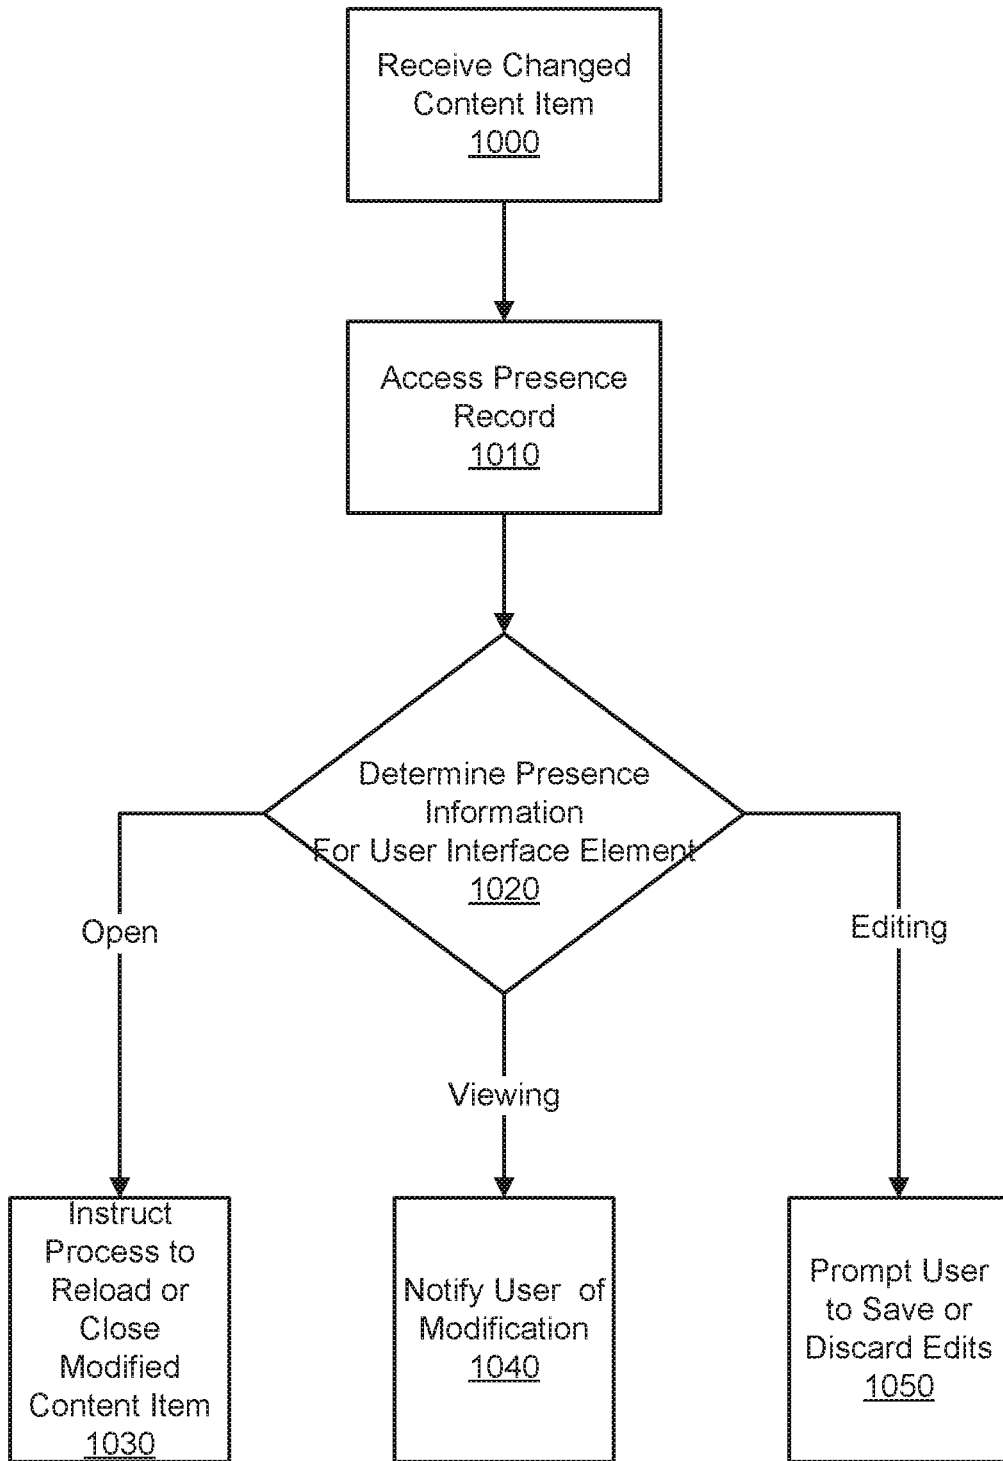 Receive Changed
Content Item
1000
Access Presence
Record
1010
Determine Presence
Information
For User Interface Element
1020
Open
Editing
Viewing
Instruct
Process to
Reload or
Close
Modified
Content Item
1030
Notify User of
Modification
1040
Prompt User
to Save or
Discard Edits
1050